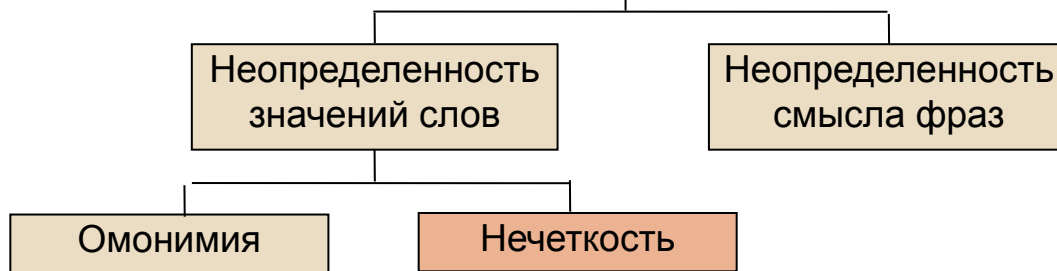 Неопределенность
значений слов
Неопределенность
смысла фраз
Омонимия
Нечеткость